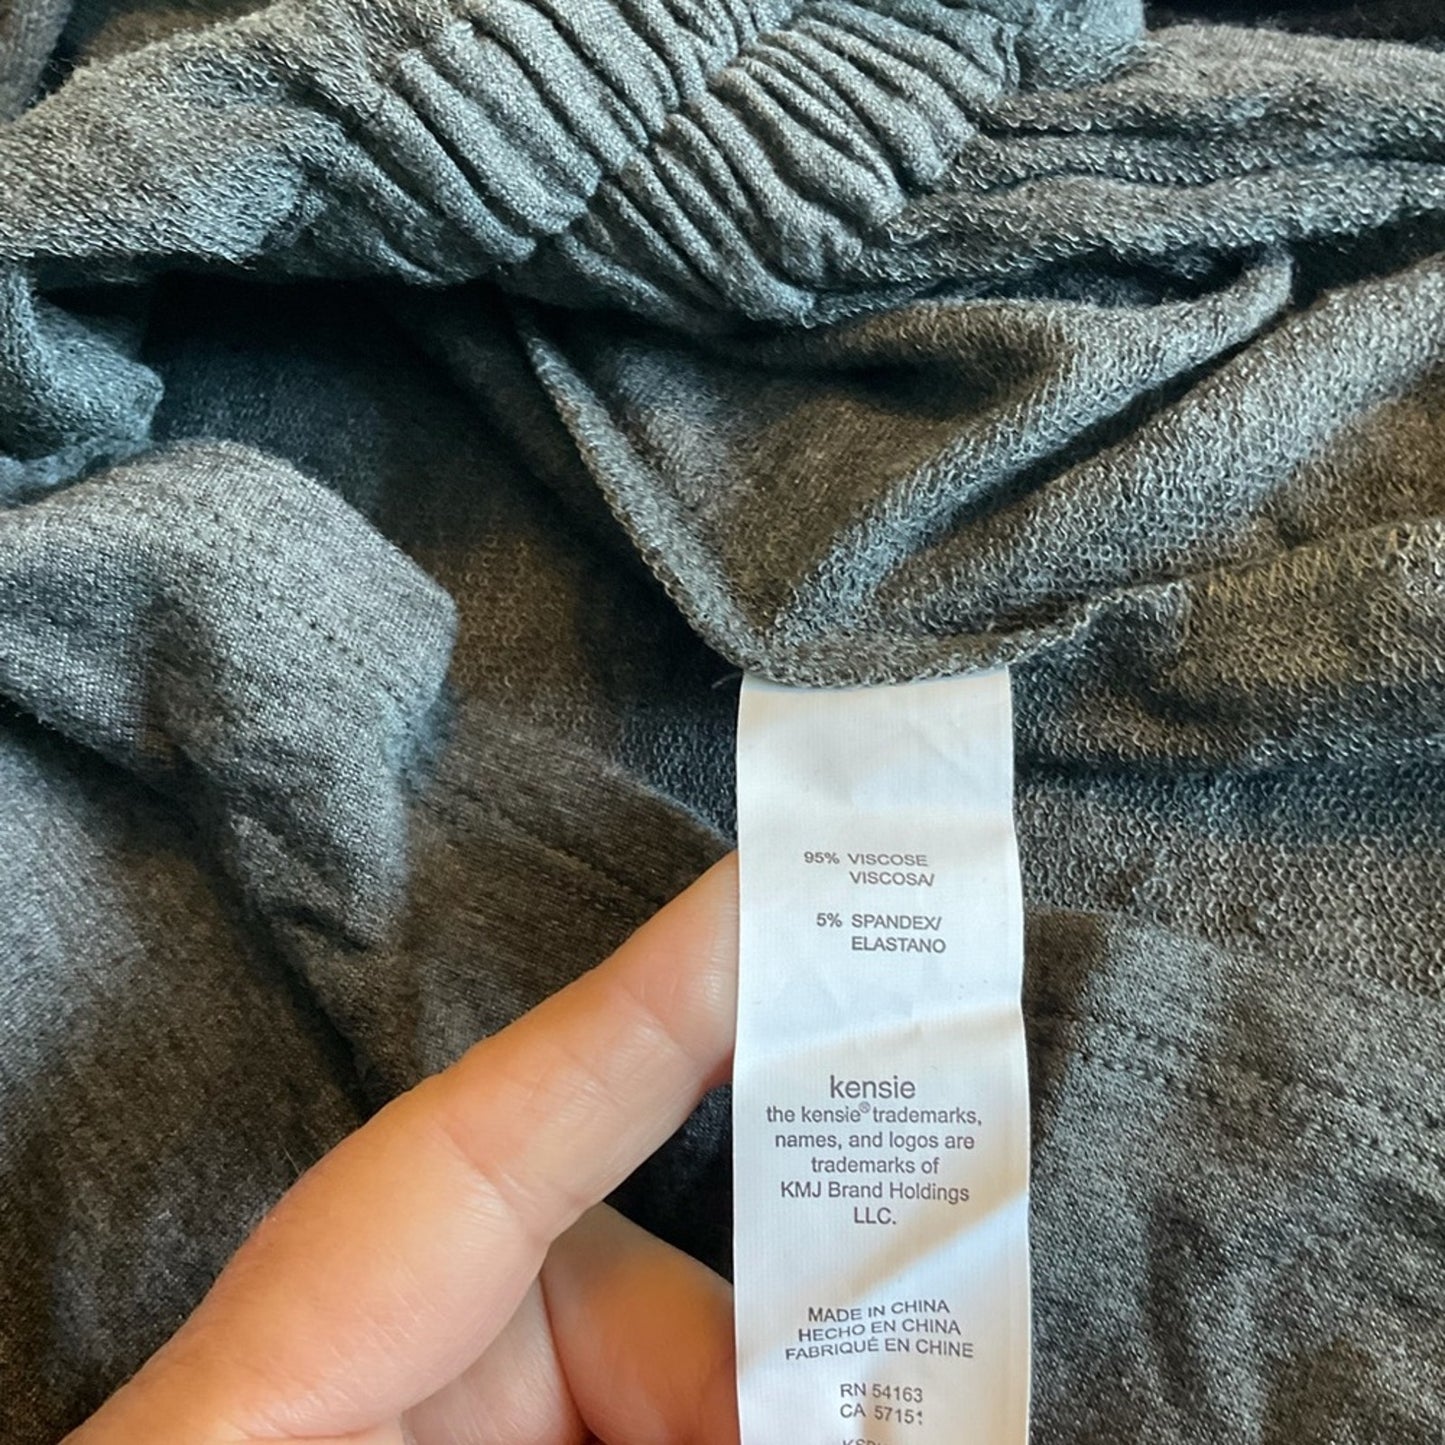 95% VISCOSE
VISCOSA/
5% SPANDEX/
ELASTANO
kensie
the kensie® trademarks,
names, and logos are
trademarks of
KMJ Brand Holdings
LLC.
MADE IN CHINA
HECHO EN CHINA
FABRIQUÉ EN CHINE
RN 54163
CA